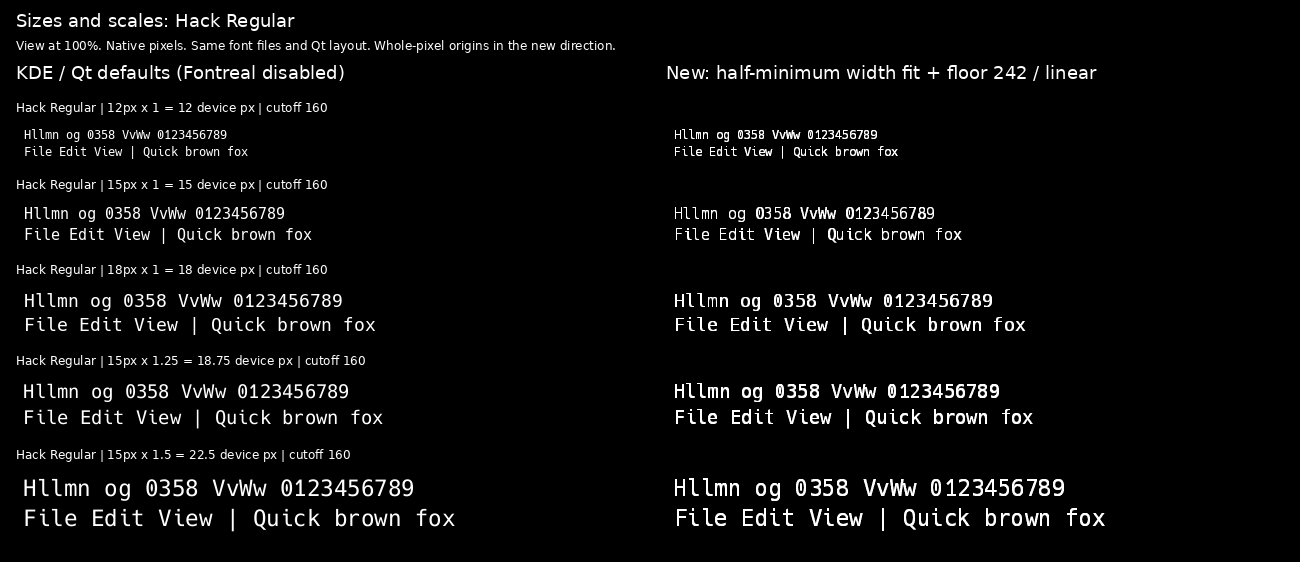 Sizes and scales: Hack Regular
View at 100%. Native pixels. Same font files and Qt layout. Whole-pixel origins in the new direction.
KDE / Qt defaults (Fontreal disabled)
New: half-minimum width fit + floor 242 / linear
Hack Regular | 12px x 1 = 12 device px | cutoff 160
Hllmn og 0358 VvWw 0123456789
File Edit View | Quick brown fox
Hllmn og 0358 VvWw 0123456789
File Edit View | Quick brown fox
Hack Regular | 15px x 1 = 15 device px | cutoff 160
Hllmn og 0358 VvWw 0123456789
File Edit View | Quick brown fox
Hllmn og 0358 VvWw 0123456789
File Edit View | Quick brown fox
Hack Regular | 18px x 1 = 18 device px | cutoff 160
Hllmn og 0358 VvWw 0123456789
File Edit View | Quick brown fox
Hllmn og 0358 VvWw 0123456789
File Edit View | Quick brown fox
Hack Regular | 15px x 1.25 = 18.75 device px | cutoff 160
Hllmn og 0358 VvWw 0123456789
File Edit View | Quick brown fox
Hllmn og 0358 VvWw 0123456789
File Edit View | Quick brown fox
Hack Regular | 15px x 1.5 = 22.5 device px | cutoff 160
Hllmn og 0358 VvWw 0123456789
File Edit View | Quick brown fox
Hllmn og 0358 VvWw 0123456789
File Edit View | Quick brown fox